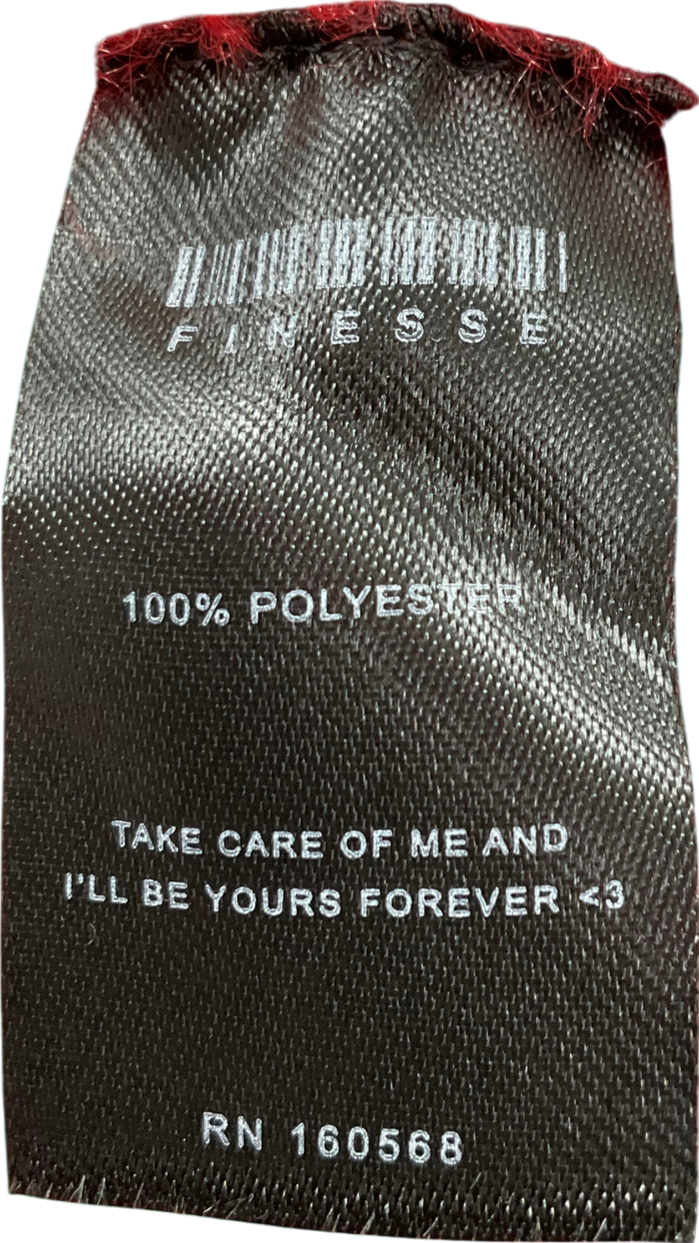 FINESSE
100% POLYESTER
TAKE CARE OF ME AND
I'LL BE YOURS FOREVER <3
RN 160568